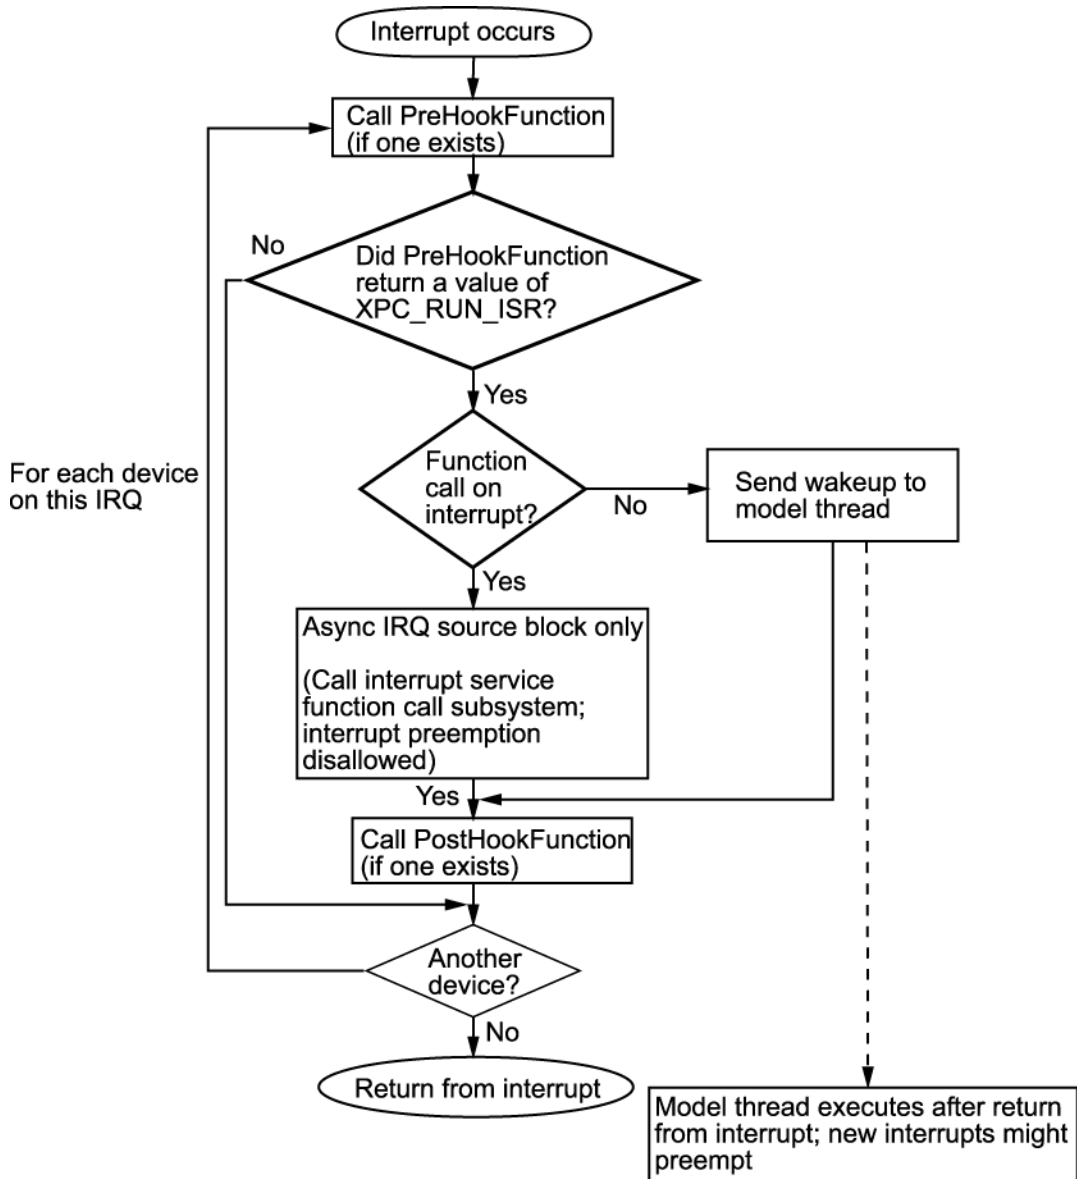 Interrupt occurs
Call PreHookFunction
(if one exists)
No
Did PreHookFunction
return a value of
XPC_RUN_ISR?
Yes
For each device
on this IRQ
Function
call on
interrupt?
No
Send wakeup to
model thread
Yes
Async IRQ source block only
(Call interrupt service
function call subsystem;
interrupt preemption
disallowed)
Yes
Call PostHookFunction
(if one exists)
Another
device?
No
Return from interrupt
Model thread executes after return
from interrupt; new interrupts might
preempt